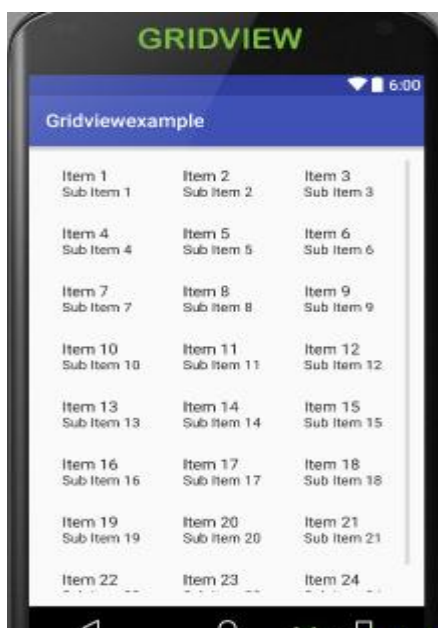 GRIDVIEW
6:00
Gridviewexample
Item 1 Item 2 Item 3
Sub Item 1 Sub Item 2 Sub Item 3
Item 4 Item 5 Item 6
Sub Item 4 Sub Item 5 Sub Item 6
Item 7 Item 8 Item 9
Sub Item 7 Sub Item 8 Sub Item 9
Item 10 Item 11 Item 12
Sub Item 10 Sub Item 11 Sub Item 12
Item 13 Item 14 Item 15
Sub Item 13 Sub Item 14 Sub Item 15
Item 16 Item 17 Item 18
Sub Item 16 Sub Item 17 Sub Item 18
Item 19 Item 20 Item 21
Sub Item 19 Sub Item 20 Sub Item 21
Item 22 Item 23 Item 24